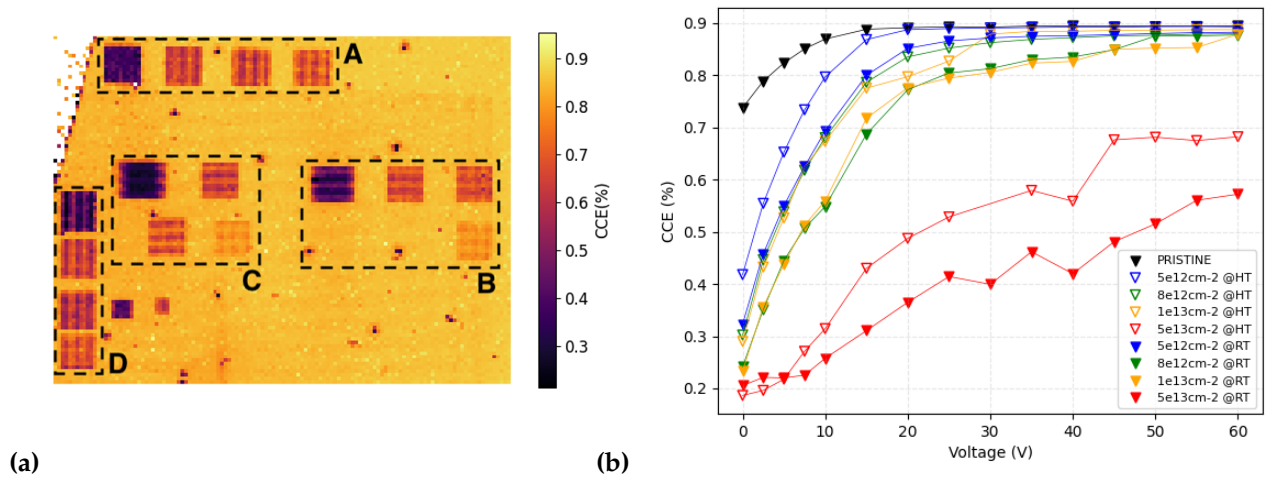 A
B
C
D
0.9
0.8
0.7
0.6
0.5
0.4
0.3
CCE(%)
(a)
0.9
0.8
0.7
0.6
0.5
0.4
0.3
0.2
CCE (%)
0 10 20 30 40 50 60
Voltage (V)
PRISTINE
5e12cm-2 @HT
8e12cm-2 @HT
1e13cm-2 @HT
5e13cm-2 @HT
5e12cm-2 @RT
8e12cm-2 @RT
1e13cm-2 @RT
5e13cm-2 @RT
(b)